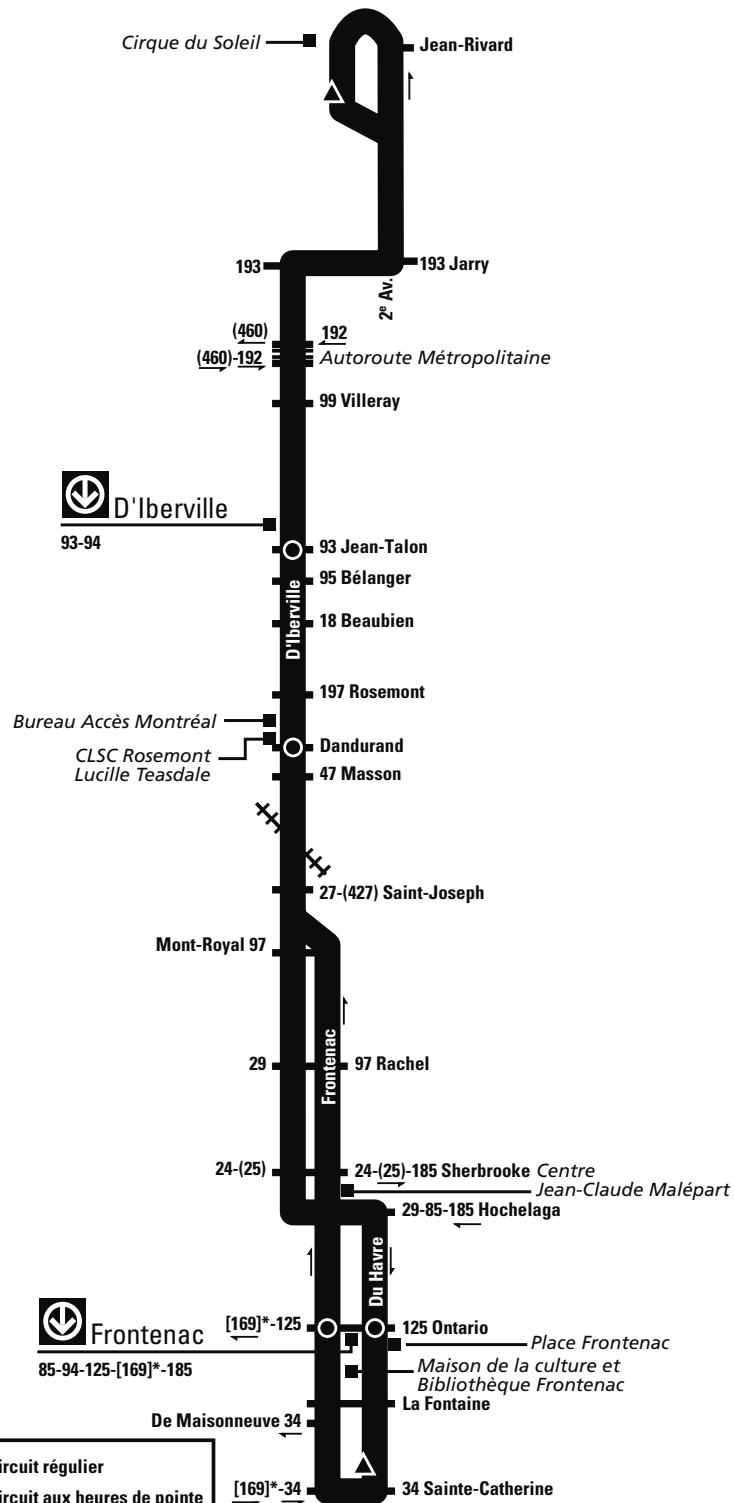 Cirque du Soleil
Jean-Rivard
193
193 Jarry
2e Av.
(460)
192
(460)-192
Autoroute Métropolitaine
99 Villeray
D'Iberville
93-94
93 Jean-Talon
95 Bélanger
D'Iberville
18 Beaubien
197 Rosemont
Bureau Accès Montréal
CLSC Rosemont
Lucille Teasdale
Dandurand
47 Masson
27-(427) Saint-Joseph
Mont-Royal 97
Frontenac
29
97 Rachel
24-(25)
24-(25)-185 Sherbrooke
Centre
Jean-Claude Malépart
29-85-185 Hochelaga
Du Havre
Frontenac
85-94-125-[169]*-185
[169]*-125
125 Ontario
Place Frontenac
Maison de la culture et
Bibliothèque Frontenac
La Fontaine
De Maisonneuve 34
ircuit régulier
ircuit aux heures de pointe
[169]*-34
34 Sainte-Catherine